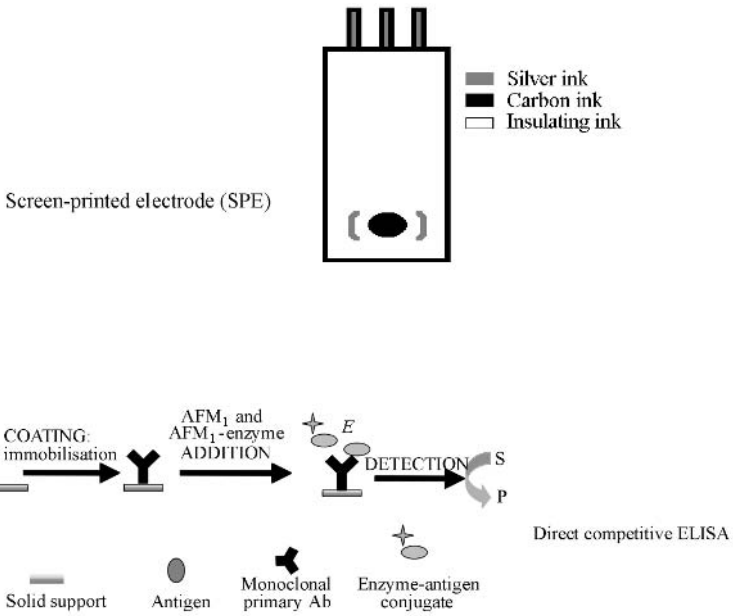 Silver ink
Carbon ink
Insulating ink
Screen-printed electrode (SPE)
COATING:
immobilisation
AFM₁ and
AFM₁-enzyme
ADDITION
E
DETECTION
S
P
Direct competitive ELISA
Solid support
Antigen
Monoclonal
primary Ab
Enzyme-antigen
conjugate